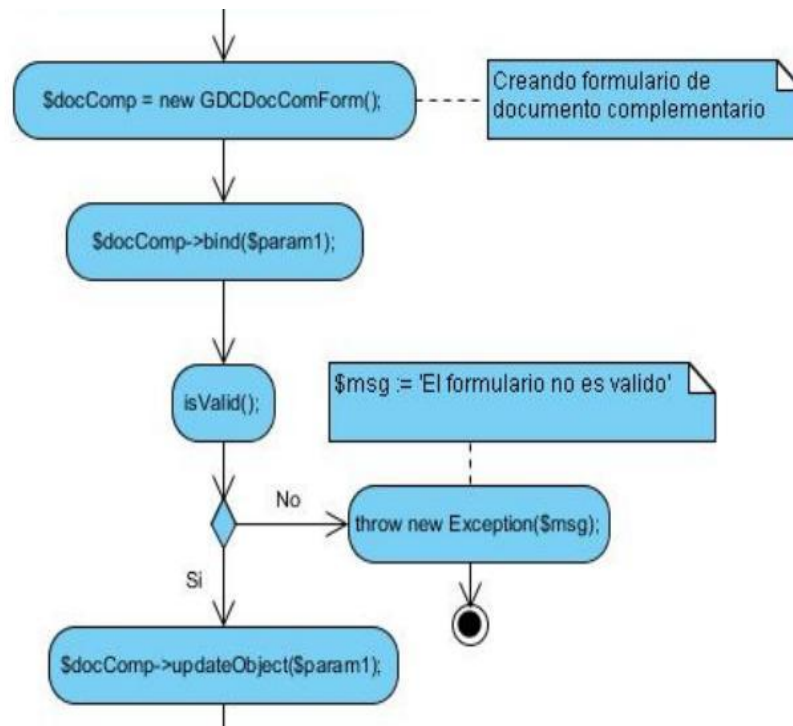 $docComp = new GDCDocComForm();
Creando formulario de
documento complementario
$docComp->bind($param1);
isValid();
$msg := 'El formulario no es valido'
No
throw new Exception($msg);
Si
$docComp->updateObject($param1);